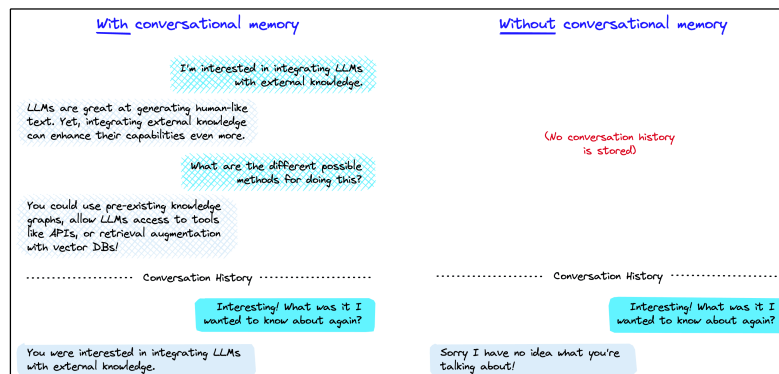 With conversational memory
I'm interested in integrating LLMs
with external knowledge.
LLMs are great at generating human-like
text. Yet, integrating external knowledge
can enhance their capabilities even more.
What are the different possible
methods for doing this?
You could use pre-existing knowledge
graphs, allow LLMs access to tools
like APIs, or retrieval augmentation
with vector DBs!
Conversation History
Interesting! What was it I
wanted to know about again?
You were interested in integrating LLMs
with external knowledge.
Without conversational memory
(No conversation history
is stored)
Conversation History
Interesting! What was it I
wanted to know about again?
Sorry I have no idea what you're
talking about!